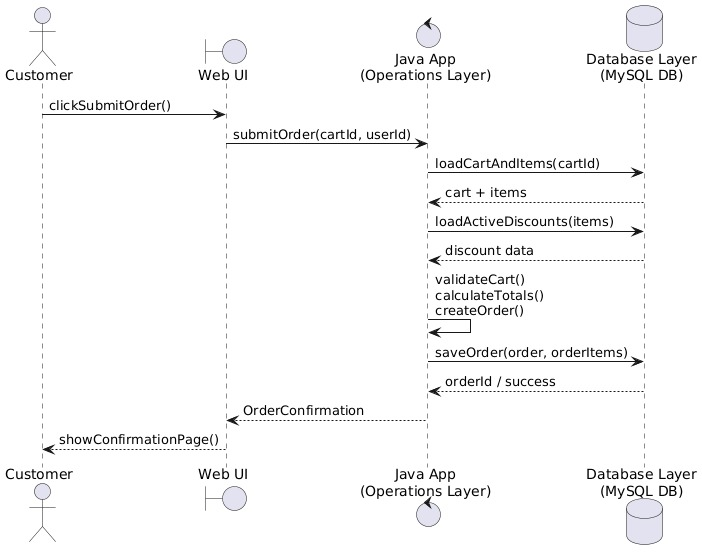 Customer
Web UI
Java App
(Operations Layer)
Database Layer
(MySQL DB)
clickSubmitOrder()
submitOrder(cartId, userId)
loadCartAndItems(cartId)
cart + items
loadActiveDiscounts(items)
discount data
validateCart()
calculateTotals()
createOrder()
saveOrder(order, orderItems)
orderId / success
OrderConfirmation
showConfirmationPage()
Customer
Web UI
Java App
(Operations Layer)
Database Layer
(MySQL DB)